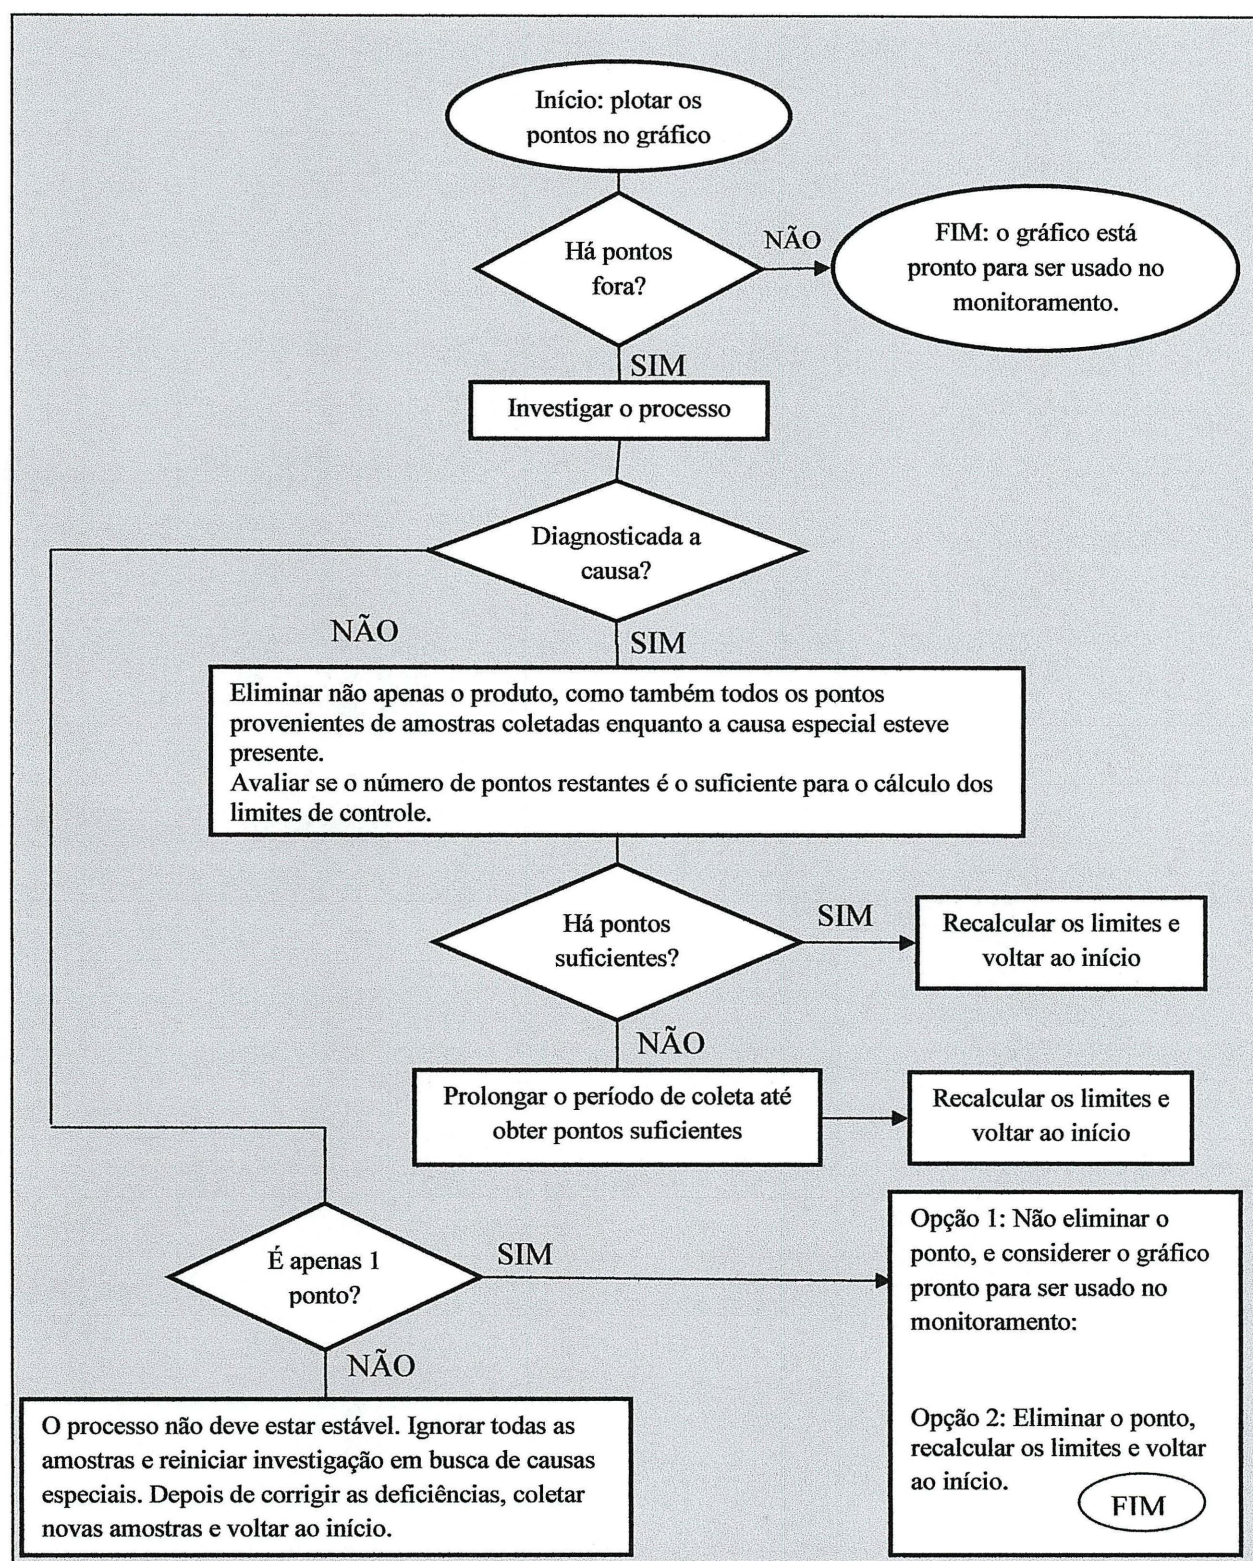 Início: plotar os
pontos no gráfico
Há pontos
fora?
NÃO
FIM: o gráfico está
pronto para ser usado no
monitoramento.
SIM
Investigar o processo
Diagnosticada a
causa?
NÃO
SIM
Eliminar não apenas o produto, como também todos os pontos
provenientes de amostras coletadas enquanto a causa especial esteve
presente.
Avaliar se o número de pontos restantes é o suficiente para o cálculo dos
limites de controle.
Há pontos
suficientes?
SIM
Recalcular os limites e
voltar ao início
NÃO
Prolongar o período de coleta até
obter pontos suficientes
Recalcular os limites e
voltar ao início
É apenas 1
ponto?
SIM
Opção 1: Não eliminar o
ponto, e considerer o gráfico
pronto para ser usado no
monitoramento:
Opção 2: Eliminar o ponto,
recalcular os limites e voltar
ao início.
FIM
NÃO
O processo não deve estar estável. Ignorar todas as
amostras e reiniciar investigação em busca de causas
especiais. Depois de corrigir as deficiências, coletar
novas amostras e voltar ao início.